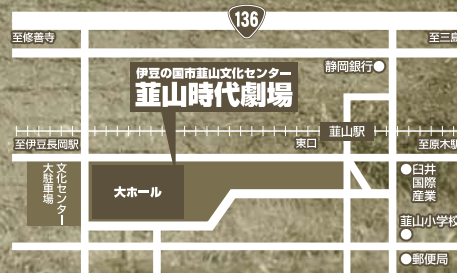 136
至修善寺
至三島
静岡銀行
伊豆の国市韮山文化センター
韮山時代劇場
韮山駅
東口
至伊豆長岡駅
至原木駅
文化センター
大駐車場
大ホール
臼井
国際
産業
韮山小学校
郵便局